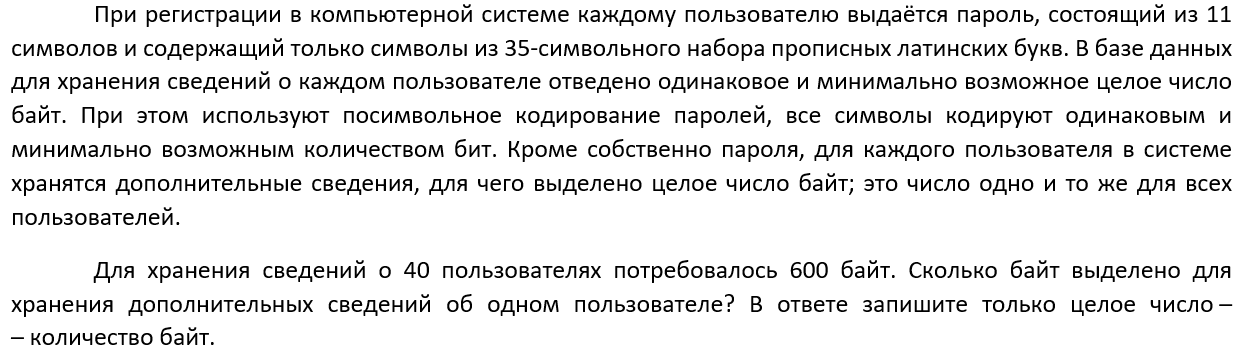 При регистрации в компьютерной системе каждому пользователю выдаётся пароль, состоящий из 11
символов и содержащий только символы из 35-символьного набора прописных латинских букв. В базе данных
для хранения сведений о каждом пользователе отведено одинаковое и минимально возможное целое число
байт. При этом используют посимвольное кодирование паролей, все символы кодируют одинаковым и
минимально возможным количеством бит. Кроме собственно пароля, для каждого пользователя в системе
хранятся дополнительные сведения, для чего выделено целое число байт; это число одно и то же для всех
пользователей.
Для хранения сведений о 40 пользователях потребовалось 600 байт. Сколько байт выделено для
хранения дополнительных сведений об одном пользователе? В ответе запишите только целое число –
– количество байт.